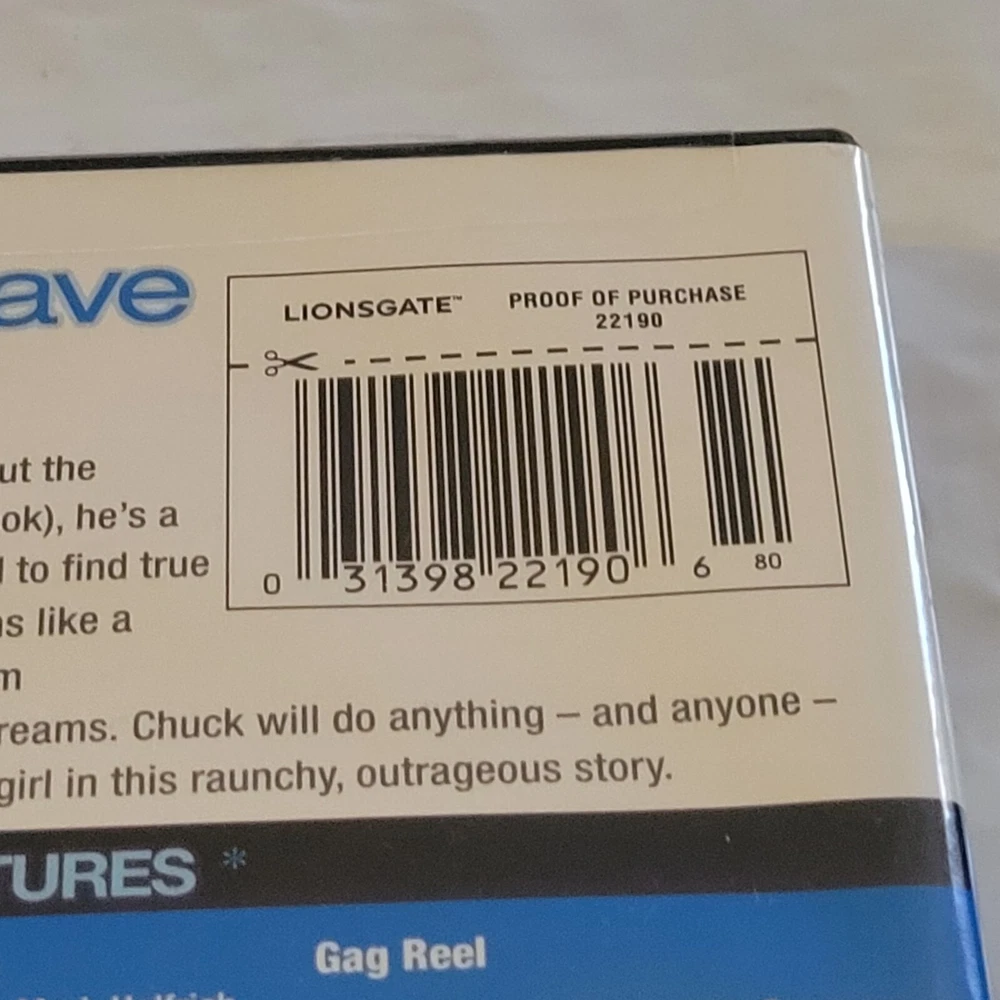 ave
LIONSGATE™ PROOF OF PURCHASE
22190
0 31398 22190 6 80
ut the
ok), he's a
to find true
s like a
m
reams. Chuck will do anything – and anyone –
girl in this raunchy, outrageous story.
TURES *
Gag Reel